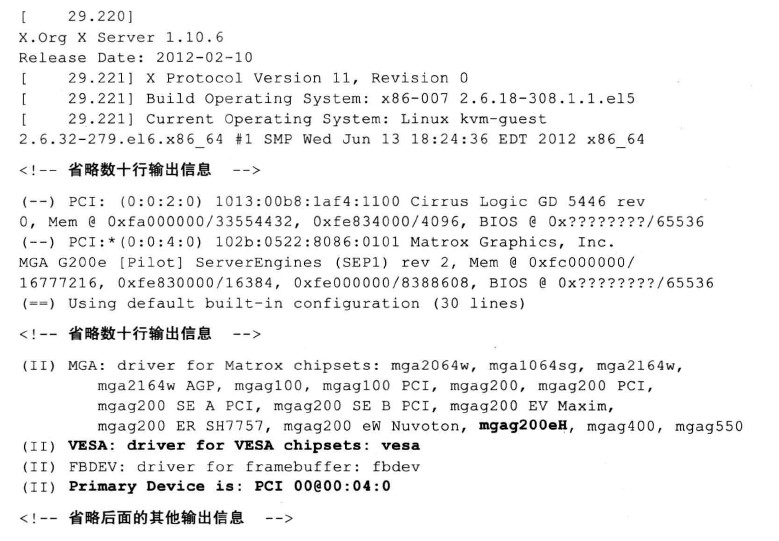 [    29.220]
X.Org X Server 1.10.6
Release Date: 2012-02-10
[    29.221] X Protocol Version 11, Revision 0
[    29.221] Build Operating System: x86-007 2.6.18-308.1.1.el5
[    29.221] Current Operating System: Linux kvm-guest
2.6.32-279.el6.x86_64 #1 SMP Wed Jun 13 18:24:36 EDT 2012 x86_64
<!-- 省略数十行输出信息  -->
(--) PCI: (0:0:2:0) 1013:00b8:1af4:1100 Cirrus Logic GD 5446 rev
0, Mem @ 0xfa000000/33554432, 0xfe834000/4096, BIOS @ 0x????????/65536
(--) PCI:*(0:0:4:0) 102b:0522:8086:0101 Matrox Graphics, Inc.
MGA G200e [Pilot] ServerEngines (SEP1) rev 2, Mem @ 0xfc000000/
16777216, 0xfe830000/16384, 0xfe000000/8388608, BIOS @ 0x????????/65536
(==) Using default built-in configuration (30 lines)
<!-- 省略数十行输出信息  -->
(II) MGA: driver for Matrox chipsets: mga2064w, mga1064sg, mga2164w,
mga2164w AGP, mgag100, mgag100 PCI, mgag200, mgag200 PCI,
mgag200 SE A PCI, mgag200 SE B PCI, mgag200 EV Maxim,
mgag200 ER SH7757, mgag200 eW Nuvoton, mgag200eH, mgag400, mgag550
(II) VESA: driver for VESA chipsets: vesa
(II) FBDEV: driver for framebuffer: fbdev
(II) Primary Device is: PCI 00@00:04:0
<!-- 省略后面的其他输出信息  -->